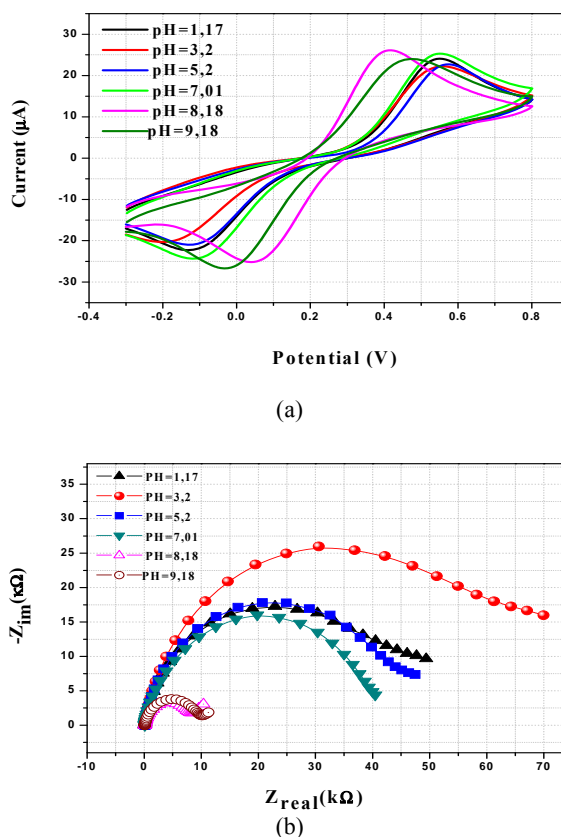 pH=1,17
pH=3,2
pH=5,2
pH=7,01
pH=8,18
pH=9,18
Current (µA)
30
20
10
0
-10
-20
-30
-0.4 -0.2 0.0 0.2 0.4 0.6 0.8
Potential (V)
(a)
PH=1,17
PH=3,2
PH=5,2
PH=7,01
PH=8,18
PH=9,18
-Zim(kΩ)
-35
30
25
20
15
10
5
0
-10 0 10 20 30 40 50 60 70
Zreal(kΩ)
(b)